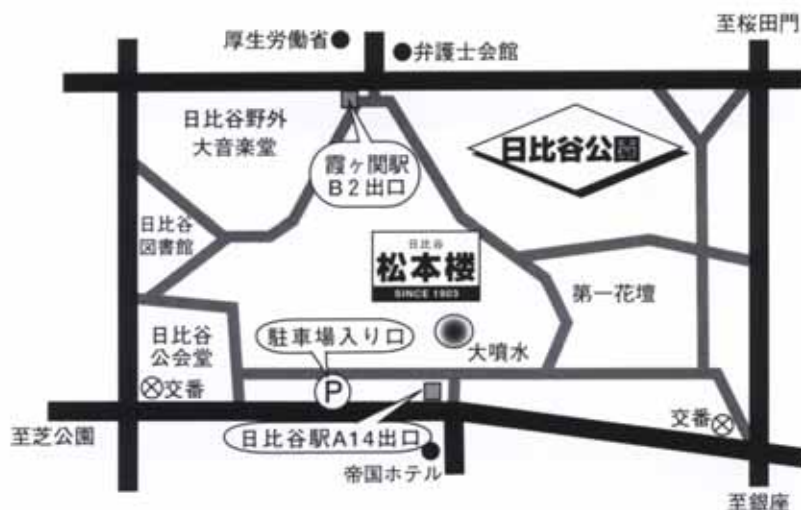 至桜田門
厚生労働省
弁護士会館
日比谷野外
大音楽堂
霞ヶ関駅
B2出口
日比谷公園
日比谷
図書館
日比谷
松本楼
SINCE 1903
第一花壇
日比谷
公会堂
駐車場入り口
大噴水
交番
P
交番
至芝公園
日比谷駅A14出口
帝国ホテル
至銀座